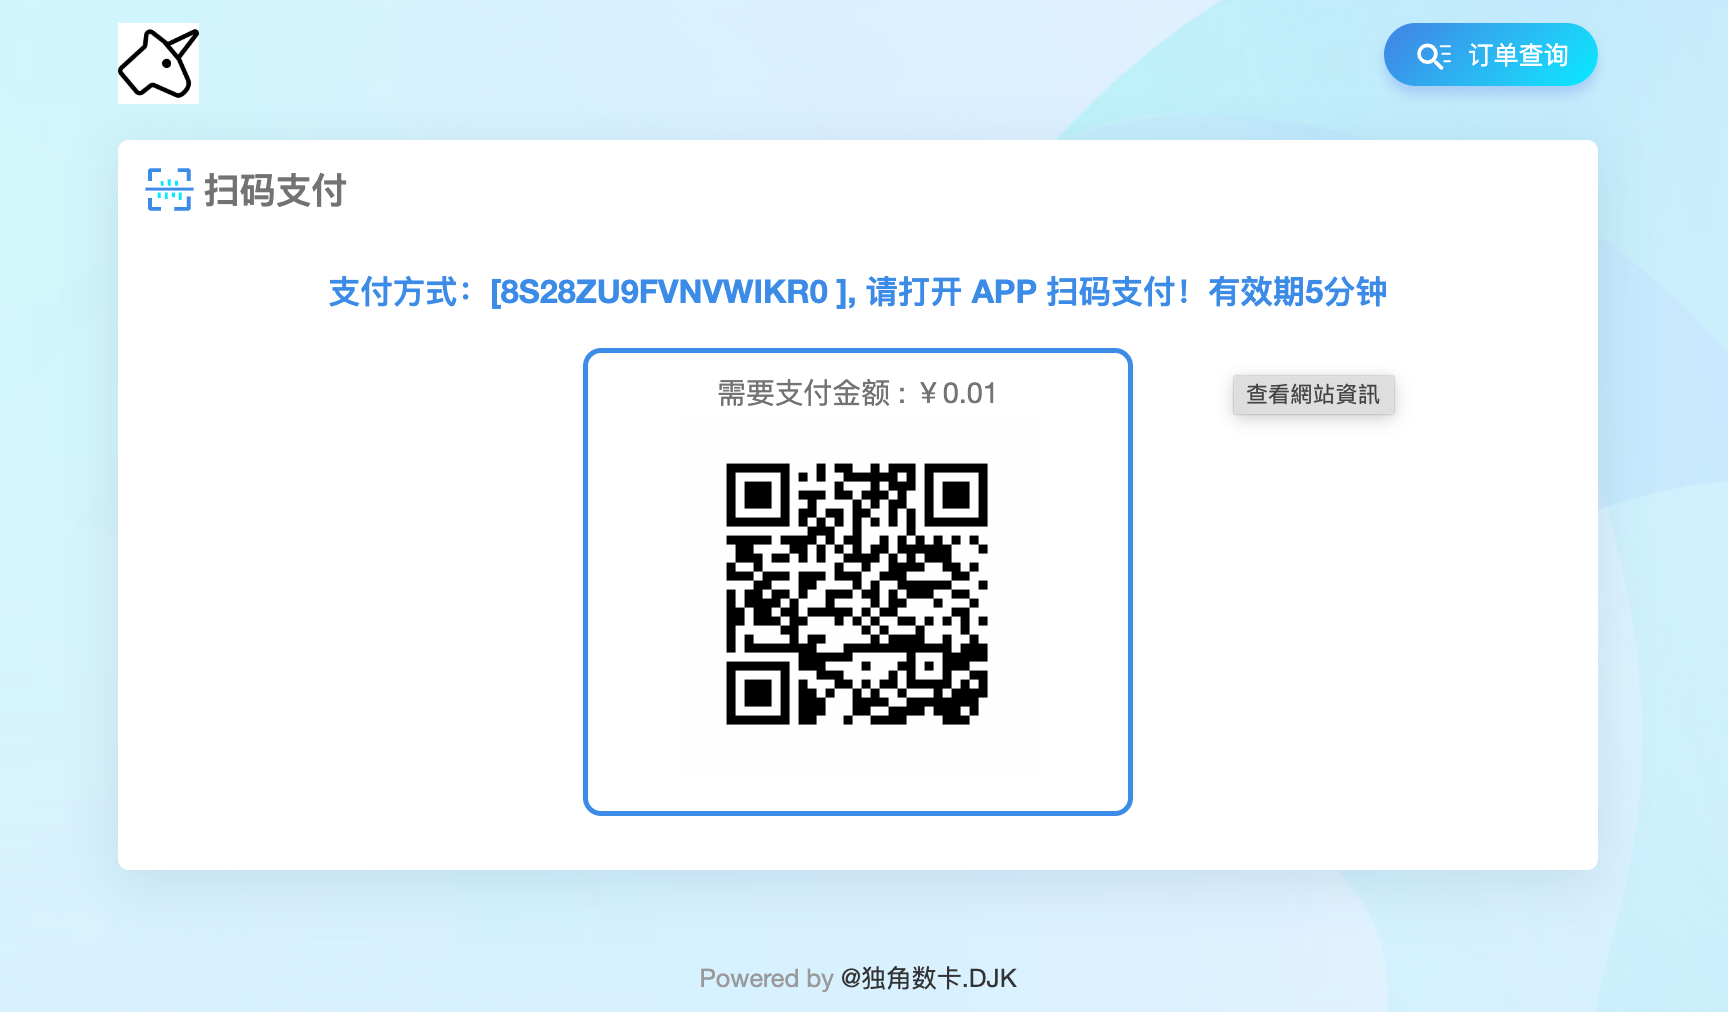 订单查询
扫码支付
支付方式：[8S28ZU9FVNVWIKR0 ], 请打开 APP 扫码支付！有效期5分钟
需要支付金额 : ¥ 0.01
查看網站資訊
Powered by @独角数卡.DJK